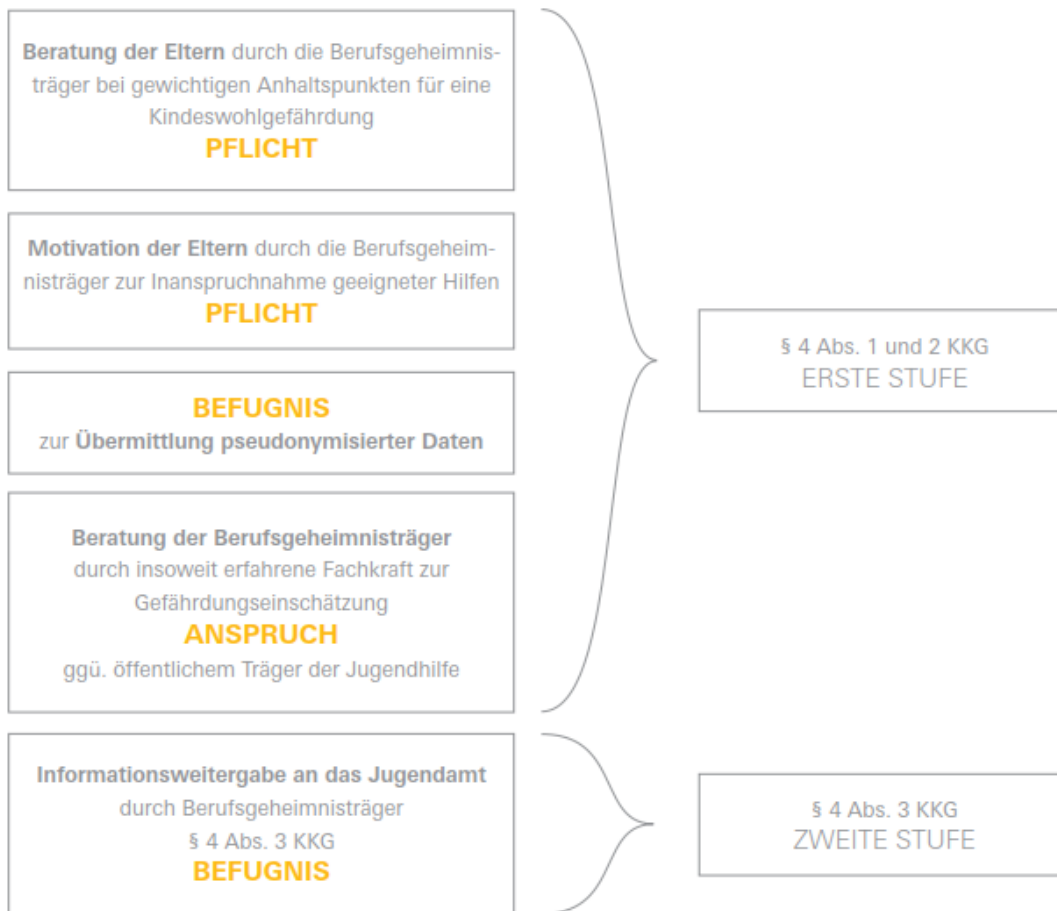 Beratung der Eltern durch die Berufsgeheimnis-
träger bei gewichtigen Anhaltspunkten für eine
Kindeswohlgefährdung
PFLICHT
Motivation der Eltern durch die Berufsgeheim-
nisträger zur Inanspruchnahme geeigneter Hilfen
PFLICHT
BEFUGNIS
zur Übermittlung pseudonymisierter Daten
Beratung der Berufsgeheimnisträger
durch insoweit erfahrene Fachkraft zur
Gefährdungseinschätzung
ANSPRUCH
ggü. öffentlichem Träger der Jugendhilfe
§ 4 Abs. 1 und 2 KKG
ERSTE STUFE
Informationsweitergabe an das Jugendamt
durch Berufsgeheimnisträger
§ 4 Abs. 3 KKG
BEFUGNIS
§ 4 Abs. 3 KKG
ZWEITE STUFE